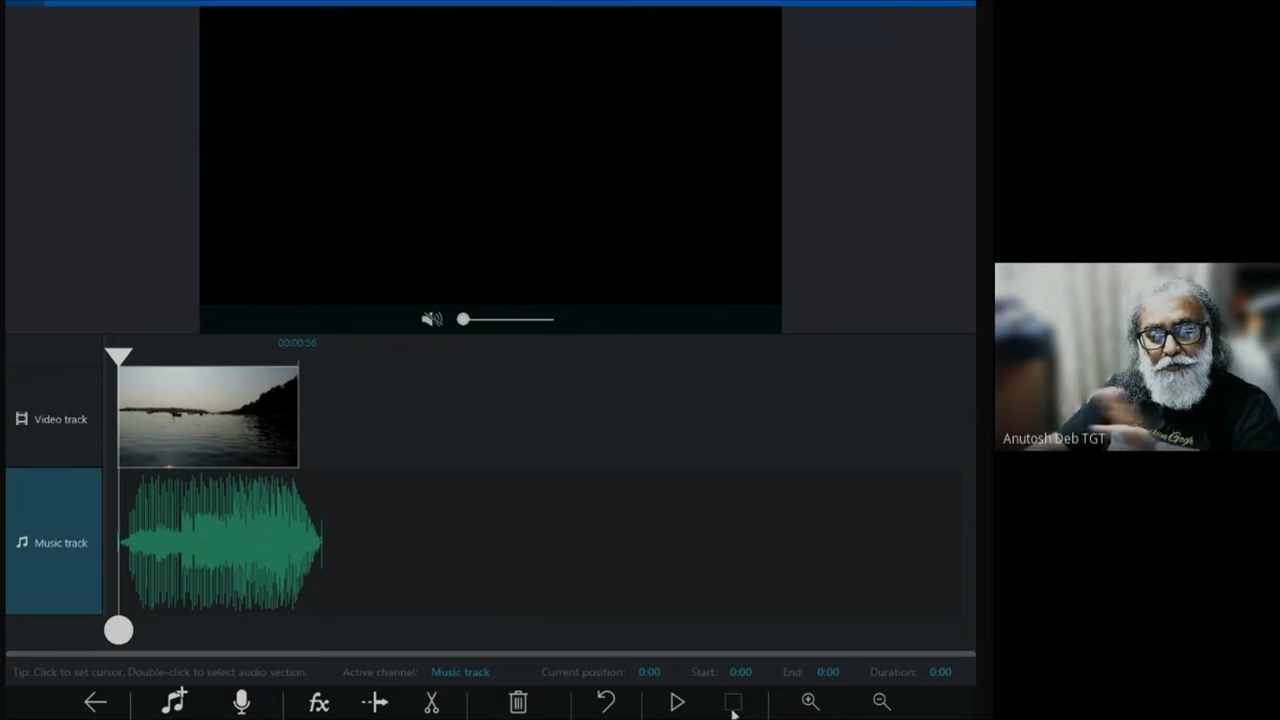 00:00:56
Video track
Music track
Anutosh Deb TGT
Tip: Click to set cursor. Double-click to select audio section. Active channel: Music track Current position: 0:00 Start: 0:00 End: 0:00 Duration: 0:00
fx